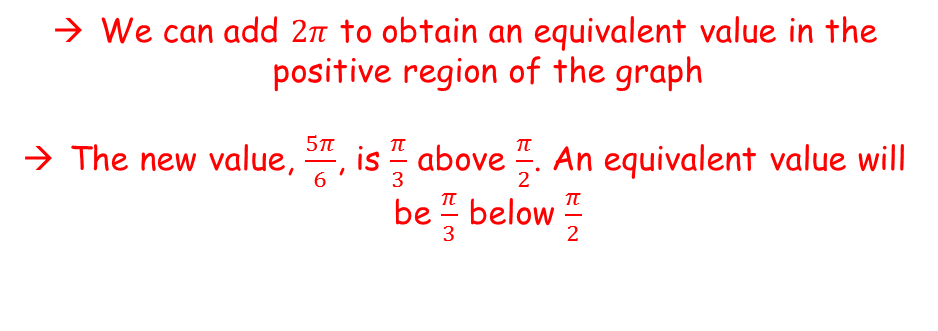 → We can add 2π to obtain an equivalent value in the
positive region of the graph
→ The new value, 5π/6, is π/3 above π/2. An equivalent value will
be π/3 below π/2